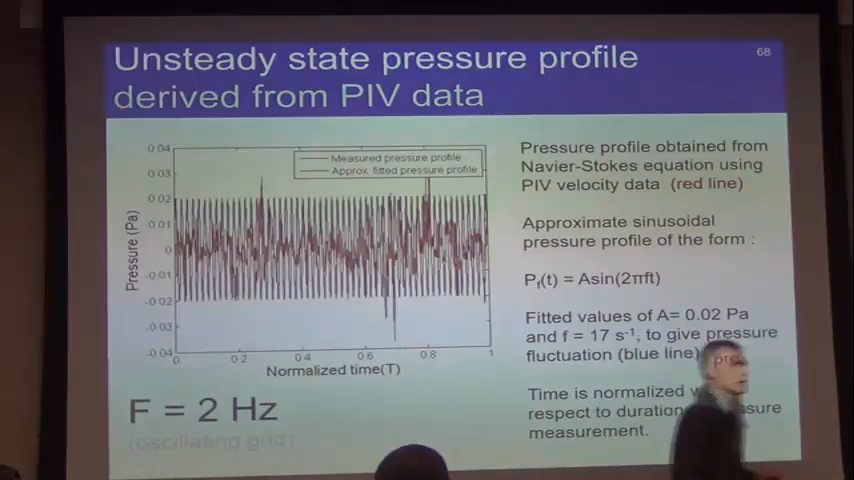 Unsteady state pressure profile
derived from PIV data
68
0.04
0.03
0.02
0.01
0
-0.01
-0.02
-0.03
-0.04
Pressure (Pa)
Measured pressure profile
Approx. fitted pressure profile
0
0.2
0.4
0.6
0.8
1
Normalized time(T)
F = 2 Hz
(oscillating grid)
Pressure profile obtained from
Navier-Stokes equation using
PIV velocity data (red line)
Approximate sinusoidal
pressure profile of the form :
Pf(t) = Asin(2πft)
Fitted values of A= 0.02 Pa
and f = 17 s⁻¹, to give pressure
fluctuation (blue line)
Time is normalized
respect to duration
measurement.